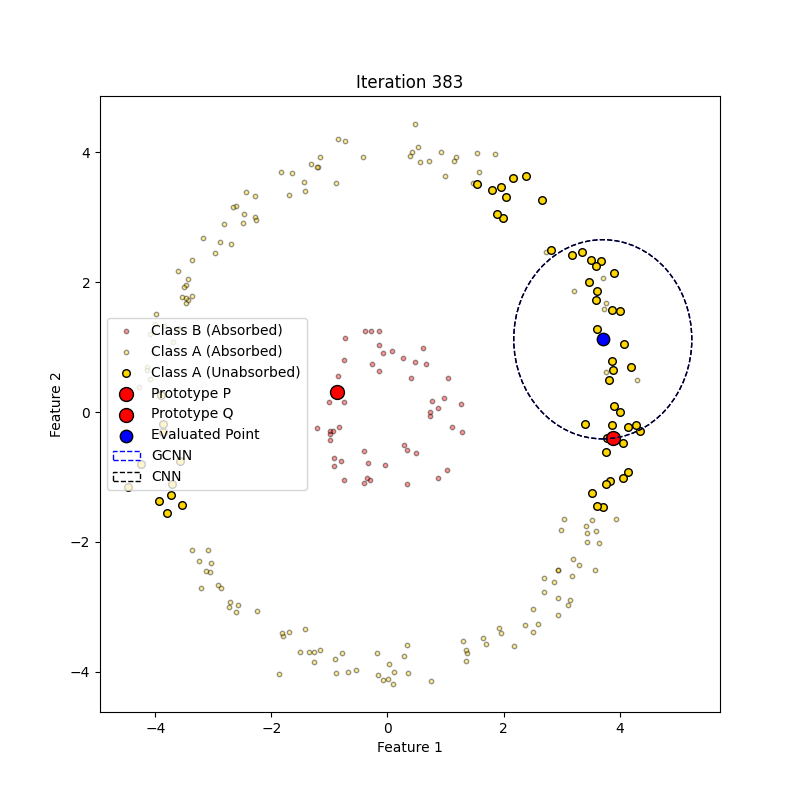 Iteration 383
Feature 2
4
2
0
−2
−4
Class B (Absorbed)
Class A (Absorbed)
Class A (Unabsorbed)
Prototype P
Prototype Q
Evaluated Point
GCNN
CNN
−4
−2
0
2
4
Feature 1